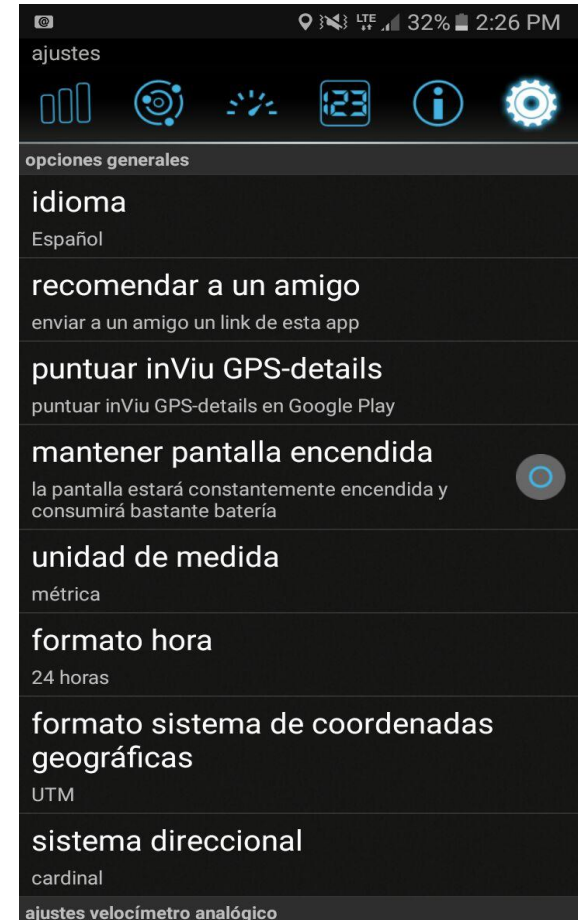 LTE 32% 2:26 PM
ajustes
123
opciones generales
idioma
Español
recomendar a un amigo
enviar a un amigo un link de esta app
puntuar inViu GPS-details
puntuar inViu GPS-details en Google Play
mantener pantalla encendida
la pantalla estará constantemente encendida y
consumirá bastante batería
unidad de medida
métrica
formato hora
24 horas
formato sistema de coordenadas
geográficas
UTM
sistema direccional
cardinal
ajustes velocímetro analógico